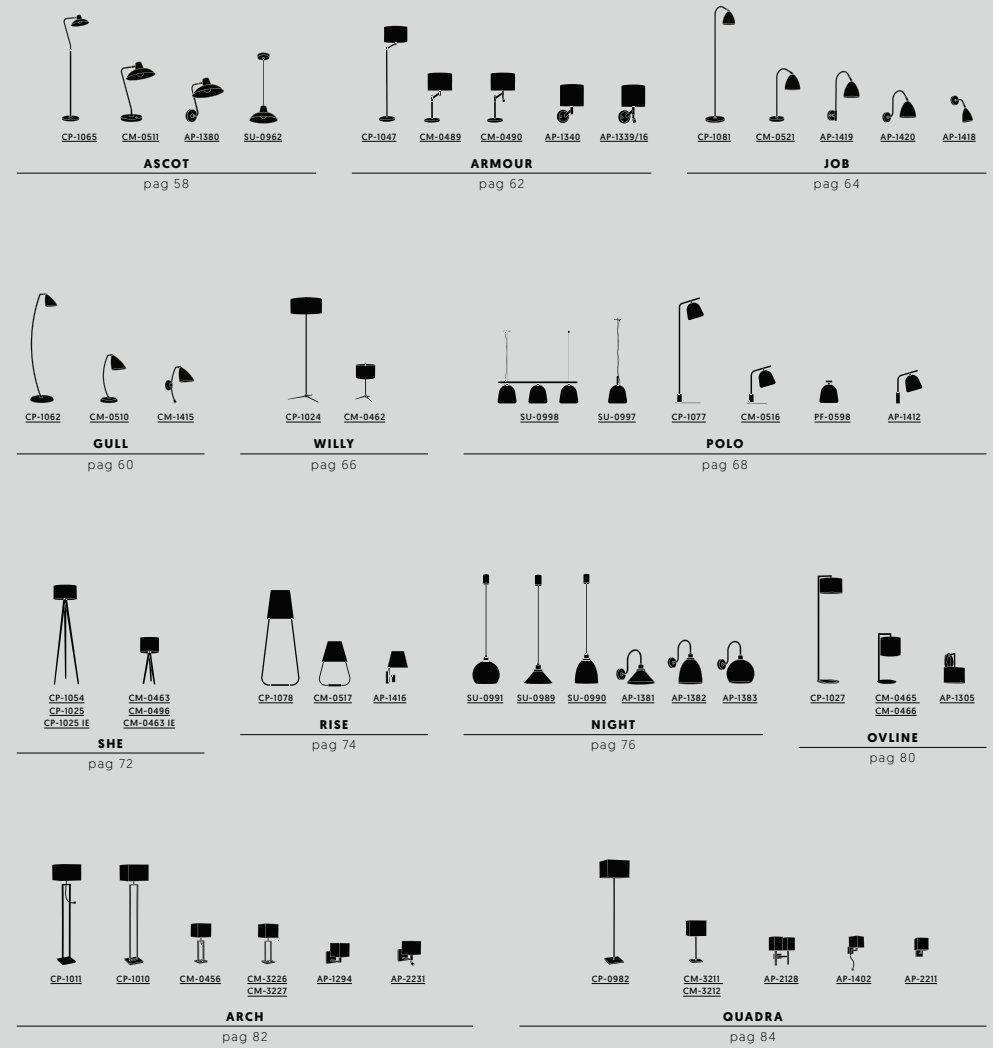 CP-1065 CM-0511 AP-1380 SU-0962
ASCOT
pag 58
CP-1047 CM-0489 CM-0490 AP-1340 AP-1339/16
ARMOUR
pag 62
CP-1081 CM-0521 AP-1419 AP-1420 AP-1418
JOB
pag 64
CP-1062 CM-0510 CM-1415
GULL
pag 60
CP-1024 CM-0462
WILLY
pag 66
SU-0998 SU-0997 CP-1077 CM-0516 PF-0598 AP-1412
POLO
pag 68
CP-1054 CM-0463
CP-1025 CM-0496
CP-1025 IE CM-0463 IE
SHE
pag 72
CP-1078 CM-0517 AP-1416
RISE
pag 74
SU-0991 SU-0989 SU-0990 AP-1381 AP-1382 AP-1383
NIGHT
pag 76
CP-1027 CM-0465 AP-1305
CM-0466
OVLINE
pag 80
CP-1011 CP-1010 CM-0456 CM-3226 AP-1294 AP-2231
CM-3227
ARCH
pag 82
CP-0982 CM-3211 AP-2128 AP-1402 AP-2211
CM-3212
QUADRA
pag 84